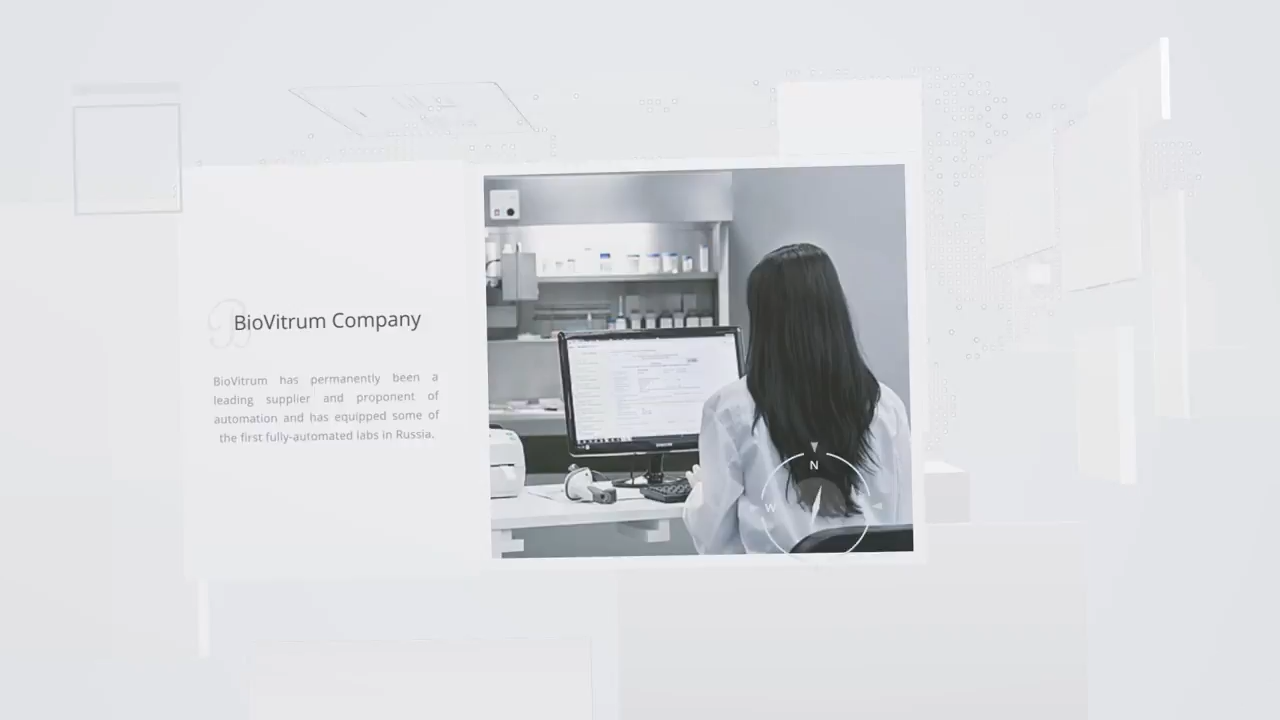 BioVitrum Company
BioVitrum has permanently been a
leading supplier and proponent of
automation and has equipped some of
the first fully-automated labs in Russia.
N
W
SAMSUNG